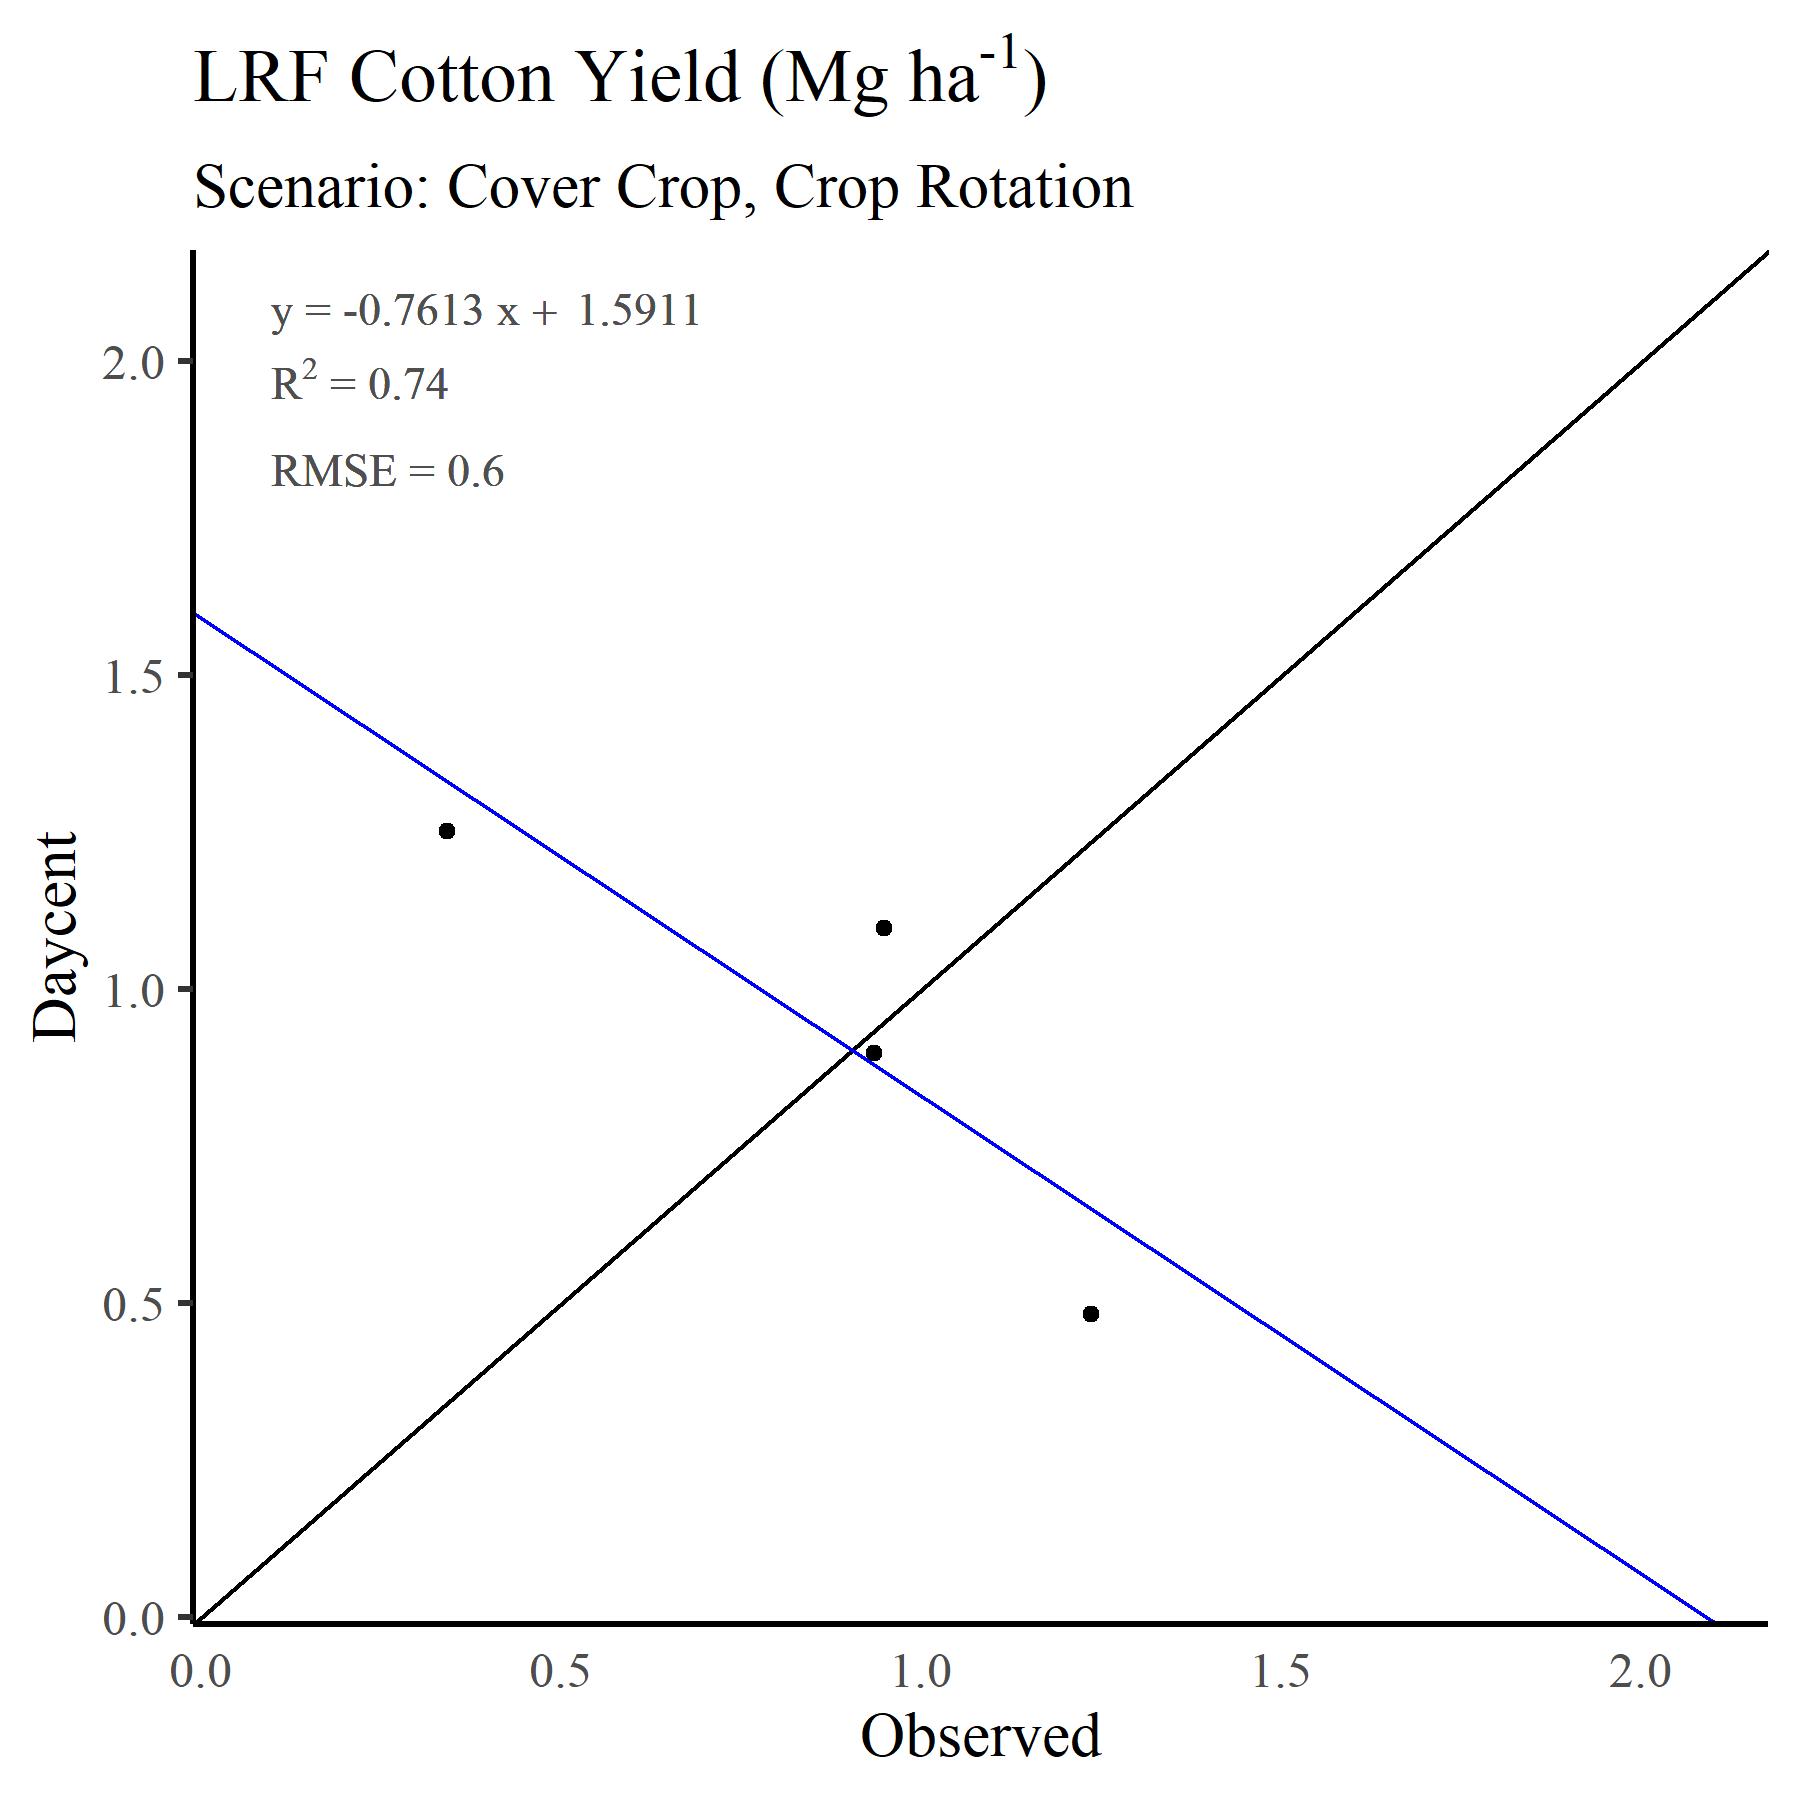 LRF Cotton Yield (Mg ha⁻¹)
Scenario: Cover Crop, Crop Rotation
y = -0.7613 x + 1.5911
R² = 0.74
RMSE = 0.6
2.0
1.5
1.0
0.5
0.0
Daycent
0.0 0.5 1.0 1.5 2.0
Observed